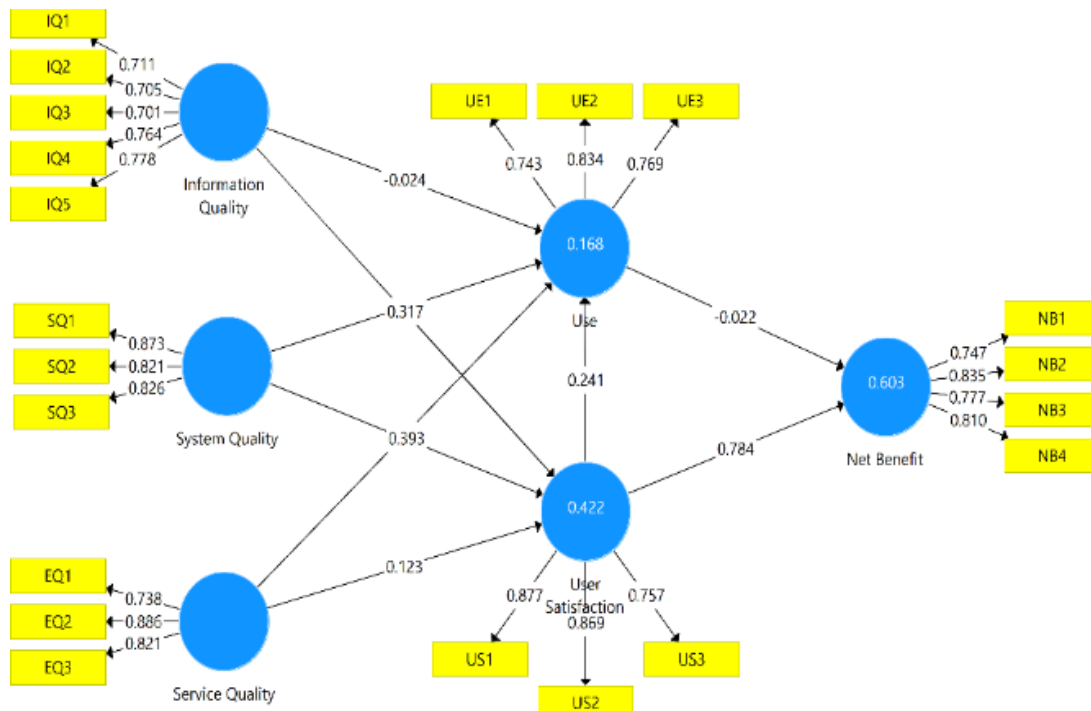 IQ1
IQ2
IQ3
IQ4
IQ5
0.711
0.705
0.701
0.764
0.778
Information
Quality
SQ1
SQ2
SQ3
0.873
0.821
0.826
System Quality
EQ1
EQ2
EQ3
0.738
0.886
0.821
Service Quality
-0.024
0.317
0.393
0.123
UE1
UE2
UE3
0.743
0.834
0.769
0.168
Use
0.241
0.422
User
Satisfaction
0.877
0.869
0.757
US1
US2
US3
-0.022
0.784
0.603
Net Benefit
0.747
0.835
0.777
0.810
NB1
NB2
NB3
NB4